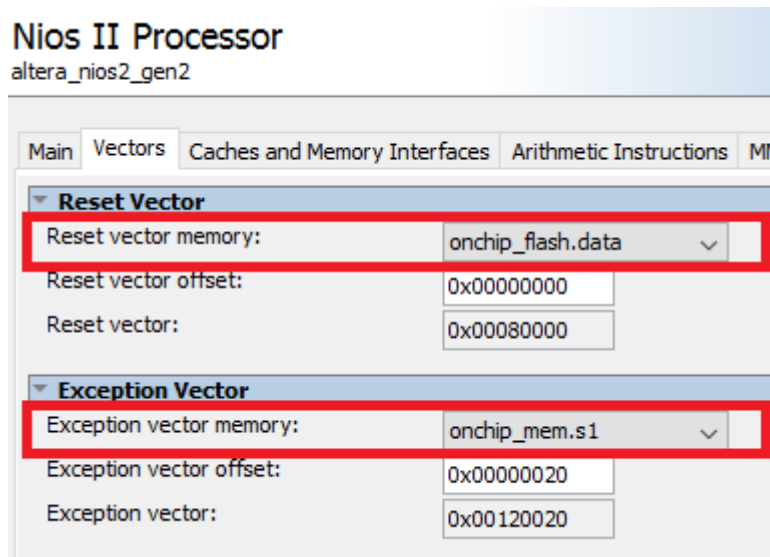 Nios II Processor
altera_nios2_gen2
Main Vectors Caches and Memory Interfaces Arithmetic Instructions
Reset Vector
Reset vector memory: onchip_flash.data
Reset vector offset: 0x00000000
Reset vector: 0x00080000
Exception Vector
Exception vector memory: onchip_mem.s1
Exception vector offset: 0x00000020
Exception vector: 0x00120020